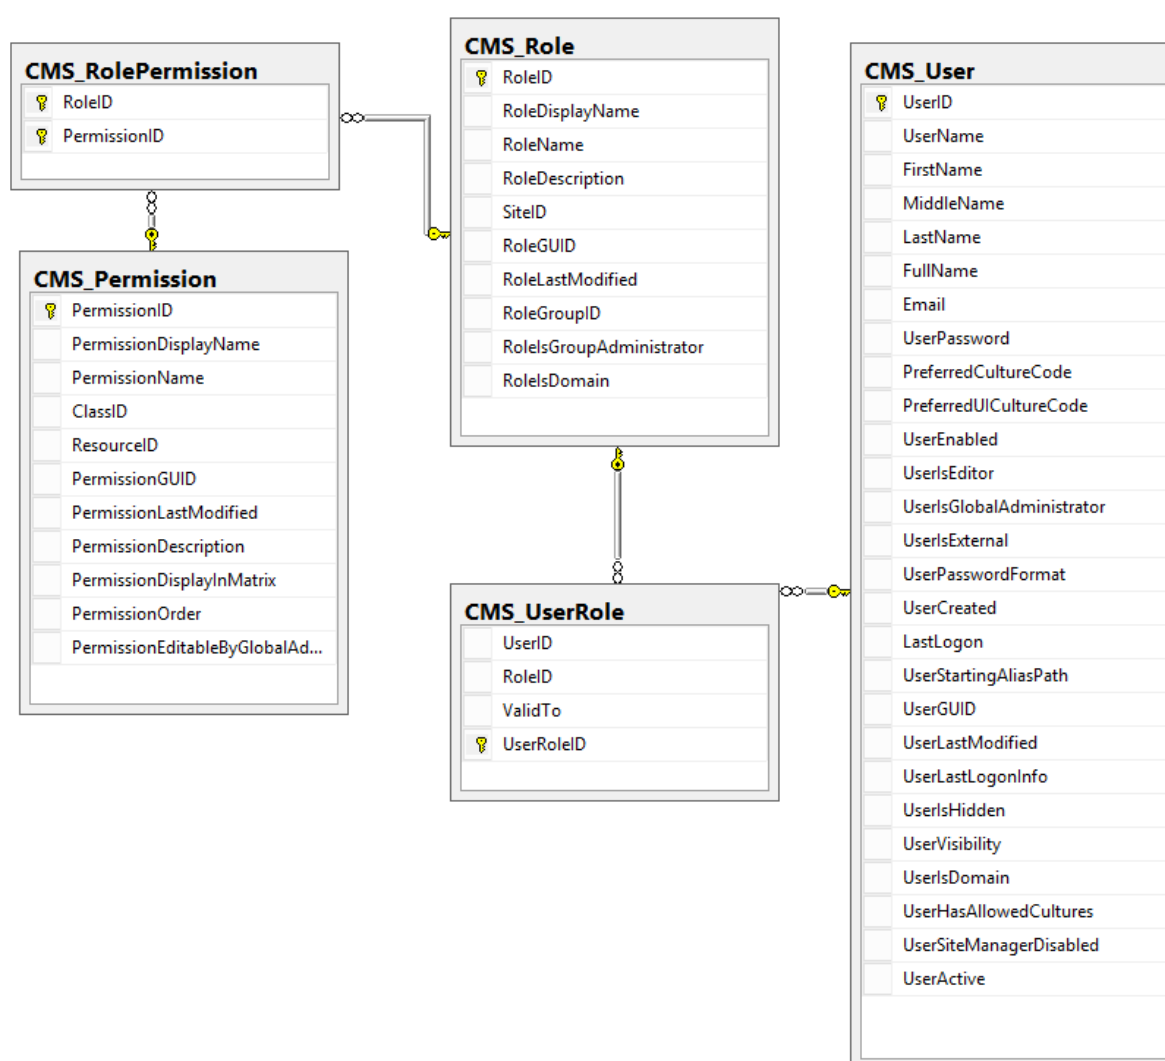 CMS_RolePermission
RoleID
PermissionID
CMS_Permission
PermissionID
PermissionDisplayName
PermissionName
ClassID
ResourceID
PermissionGUID
PermissionLastModified
PermissionDescription
PermissionDisplayInMatrix
PermissionOrder
PermissionEditableByGlobalAd...
CMS_Role
RoleID
RoleDisplayName
RoleName
RoleDescription
SiteID
RoleGUID
RoleLastModified
RoleGroupID
RoleIsGroupAdministrator
RoleIsDomain
CMS_UserRole
UserID
RoleID
ValidTo
UserRoleID
CMS_User
UserID
UserName
FirstName
MiddleName
LastName
FullName
Email
UserPassword
PreferredCultureCode
PreferredUICultureCode
UserEnabled
UserIsEditor
UserIsGlobalAdministrator
UserIsExternal
UserPasswordFormat
UserCreated
LastLogon
UserStartingAliasPath
UserGUID
UserLastModified
UserLastLogonInfo
UserIsHidden
UserVisibility
UserIsDomain
UserHasAllowedCultures
UserSiteManagerDisabled
UserActive